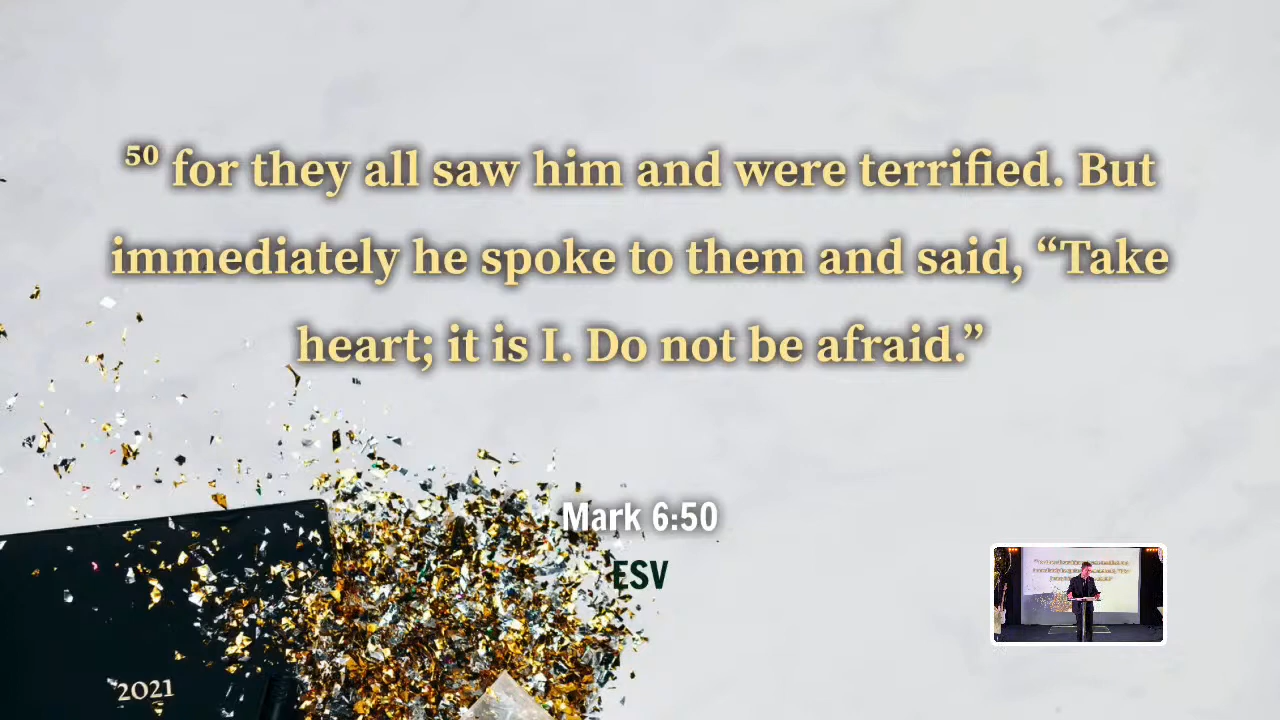 50 for they all saw him and were terrified. But
immediately he spoke to them and said, “Take
heart; it is I. Do not be afraid.”
Mark 6:50
ESV
2021